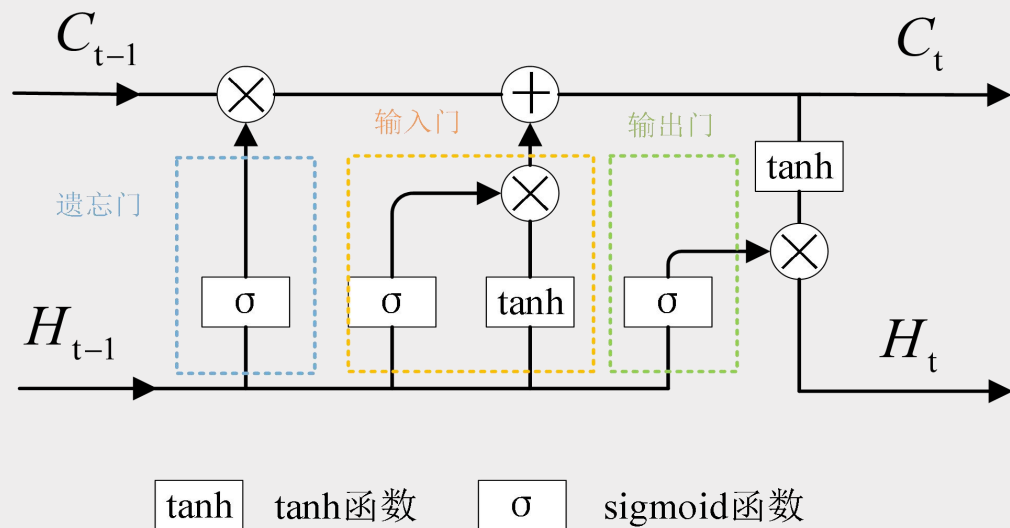 C t−1
C t
输入门
输出门
tanh
遗忘门
σ
σ
tanh
σ
H t−1
H t
tanh tanh函数 σ sigmoid函数